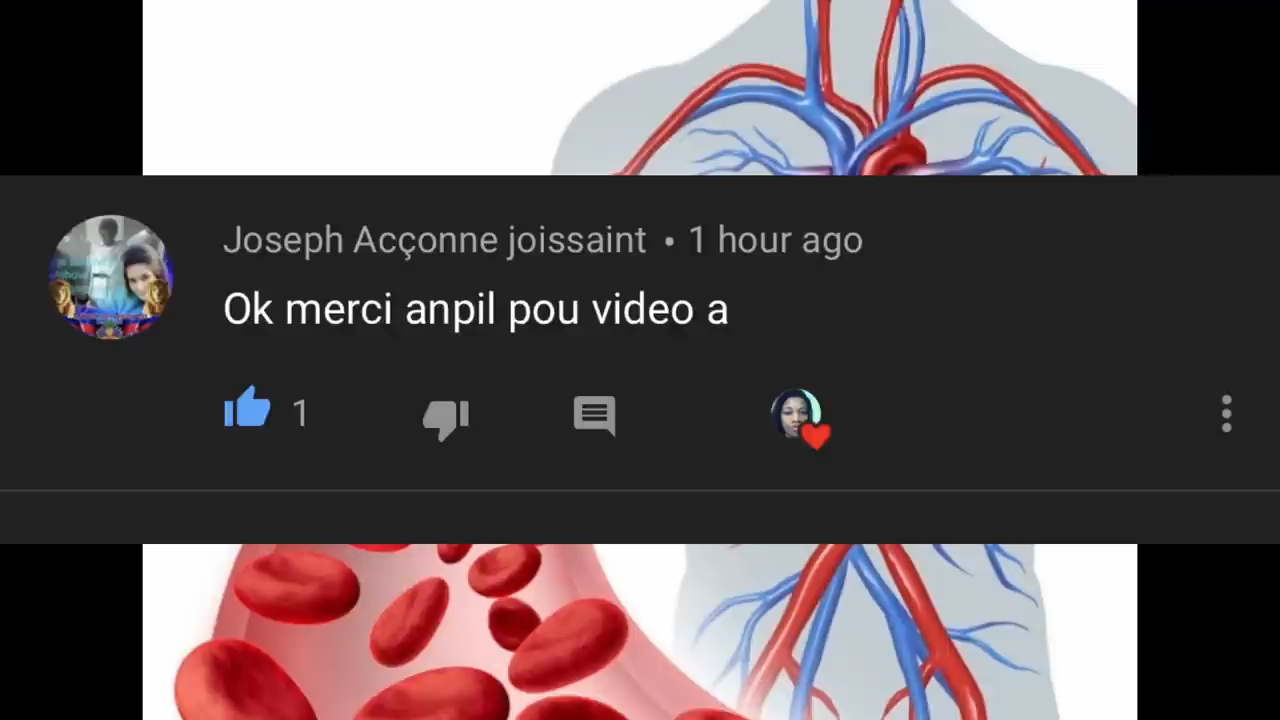 Joseph Acçonne joissaint • 1 hour ago
Ok merci anpil pou video a
1